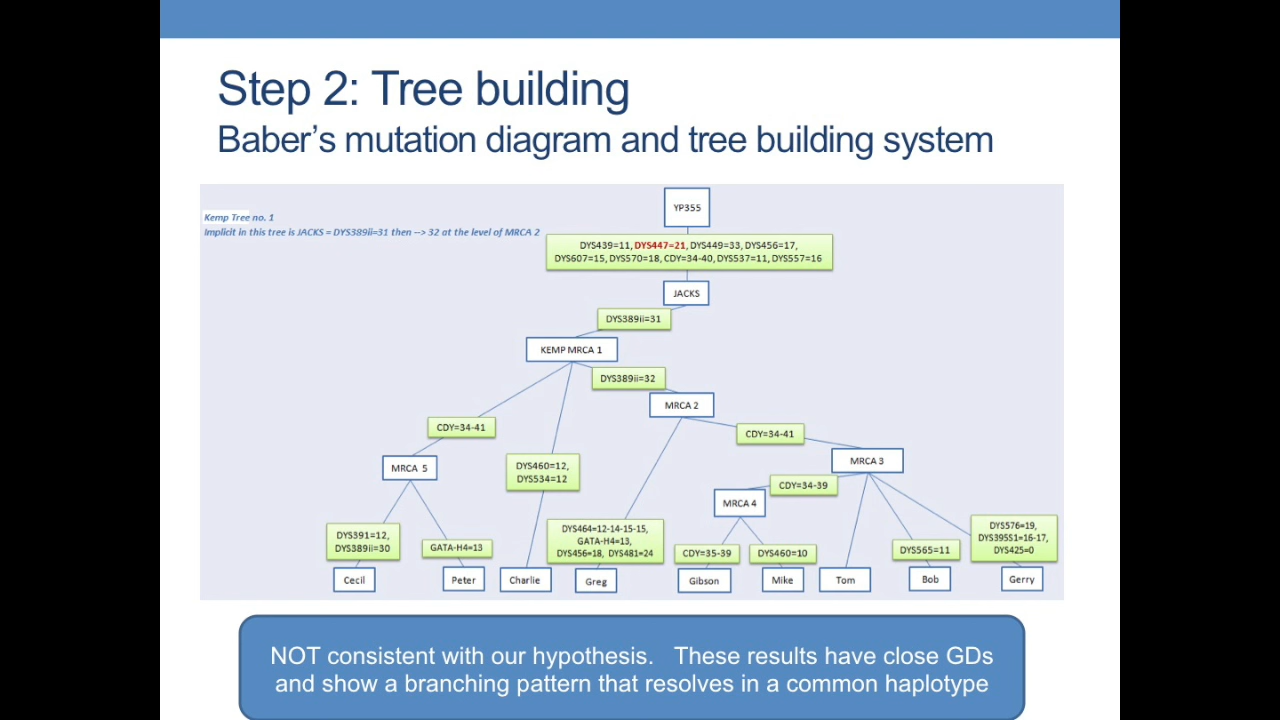 Step 2: Tree building
Baber’s mutation diagram and tree building system
Kemp Tree no. 1
Implicit in this tree is JACKS = DYS389ii=31 then --> 32 at the level of MRCA 2
YP355
DYS439=11, DYS447=21, DYS449=33, DYS456=17,
DYS607=15, DYS570=18, CDY=34-40, DYS537=11, DYS557=16
JACKS
DYS389ii=31
KEMP MRCA 1
DYS389ii=32
MRCA 2
CDY=34-41
CDY=34-41
MRCA 5
DYS460=12,
DYS534=12
MRCA 3
CDY=34-39
MRCA 4
DYS391=12,
DYS389ii=30
GATA-H4=13
DYS464=12-14-15-15,
GATA-H4=13,
DYS456=18, DYS481=24
CDY=35-39
DYS460=10
DYS565=11
DYS576=19,
DYS395S1=16-17,
DYS425=0
Cecil
Peter
Charlie
Greg
Gibson
Mike
Tom
Bob
Gerry
NOT consistent with our hypothesis. These results have close GDs
and show a branching pattern that resolves in a common haplotype